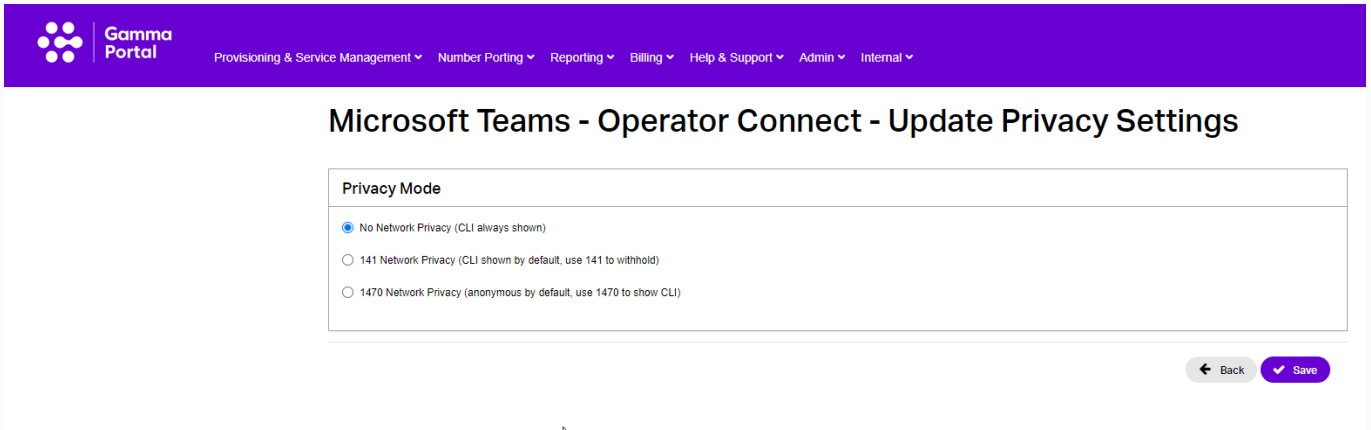 Gamma
Portal
Provisioning & Service Management Number Porting Reporting Billing Help & Support Admin Internal
Microsoft Teams - Operator Connect - Update Privacy Settings
Privacy Mode
No Network Privacy (CLI always shown)
141 Network Privacy (CLI shown by default, use 141 to withhold)
1470 Network Privacy (anonymous by default, use 1470 to show CLI)
Back Save